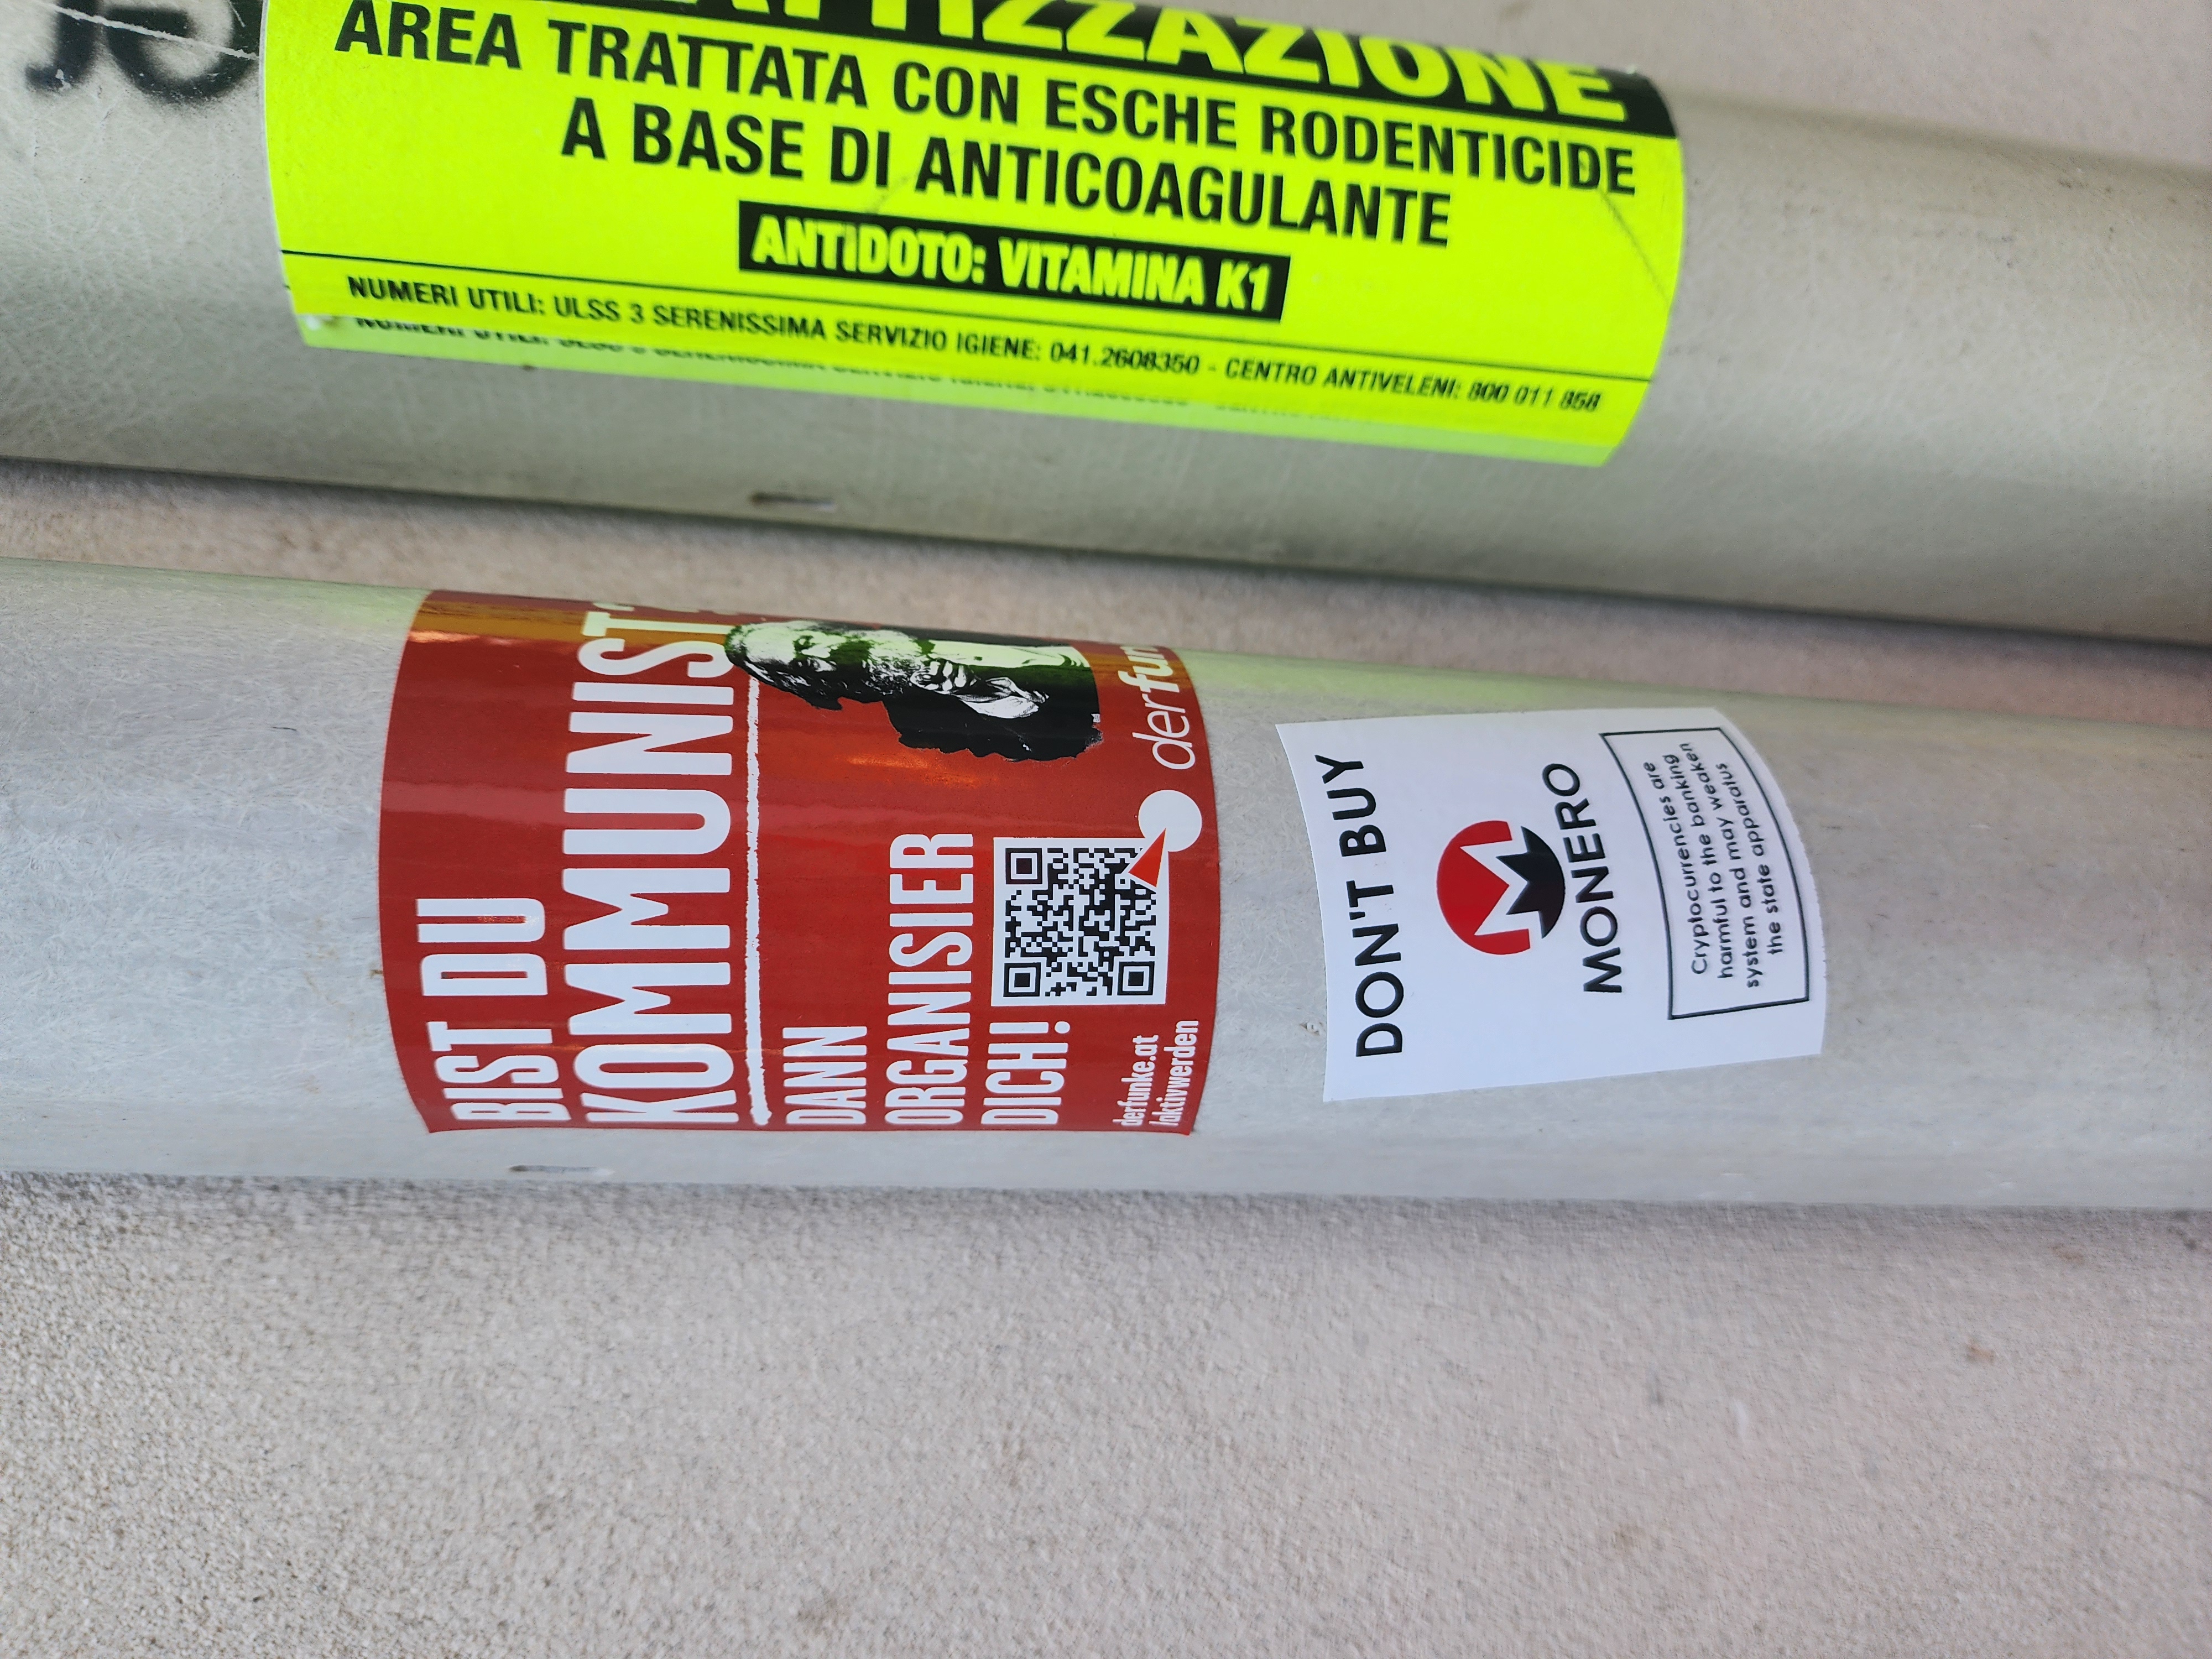 AREA TRATTATA CON ESCHE RODENTICIDE
A BASE DI ANTICOAGULANTE
ANTIDOTO: VITAMINA K1
NUMERI UTILI: ULSS 3 SERENISSIMA SERVIZIO IGIENE: 041.2608350 - CENTRO ANTIVELENI: 800 011 858
BIST DU
KOMMUNIST?
DANN
ORGANISIER
DICH!
derfunke.at
/aktivwerden
DON'T BUY
MONERO
Cryptocurrencies are
harmful to the banking
system and may weaken
the state apparatus